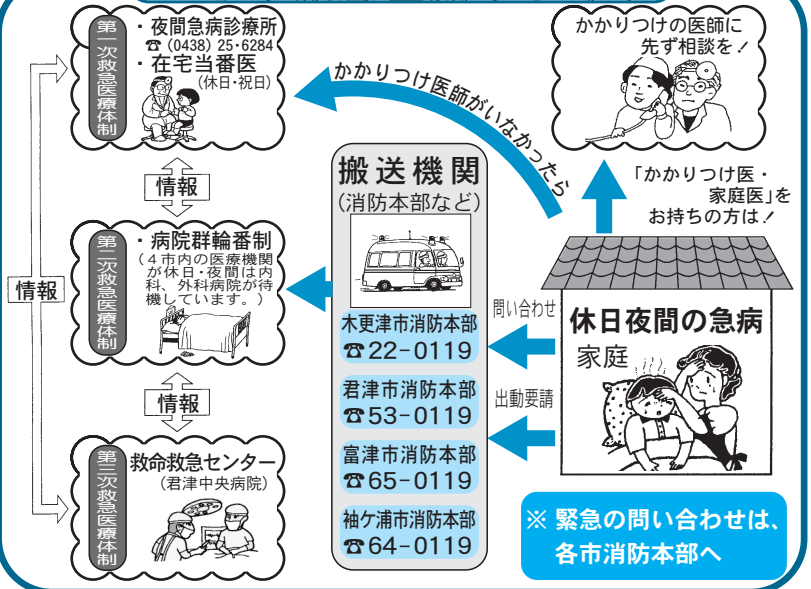 第一次救急医療体制
・夜間急病診療所
☎(0438)25-6284
・在宅当番医
(休日・祝日)
かかりつけ医師がいなかったら
かかりつけの医師に
先ず相談を！
情報
搬送機関
(消防本部など)
「かかりつけ医・
家庭医」を
お持ちの方は！
第二次救急医療体制
・病院群輪番制
(4市内の医療機関
が休日・夜間は内
科、外科病院が待
機しています。)
情報
木更津市消防本部
☎22-0119
君津市消防本部
☎53-0119
富津市消防本部
☎65-0119
袖ケ浦市消防本部
☎64-0119
問い合わせ
出動要請
休日夜間の急病
家庭
情報
第三次救急医療体制
救命救急センター
(君津中央病院)
※ 緊急の問い合わせは、
各市消防本部へ